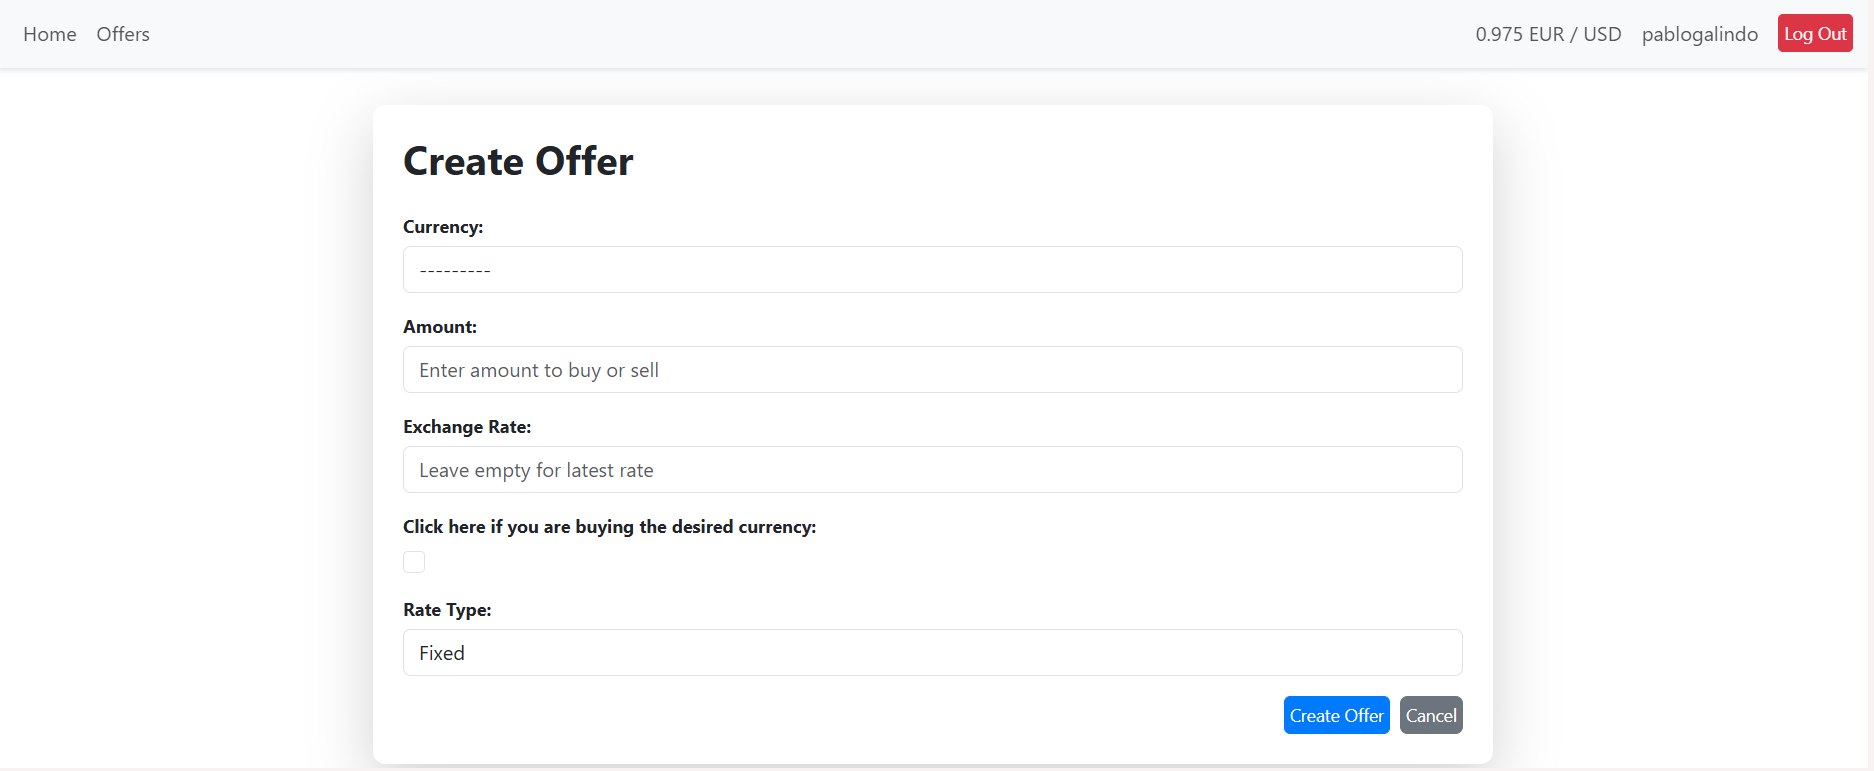 Home Offers 0.975 EUR / USD pablogalindo Log Out
Create Offer
Currency:
---------
Amount:
Enter amount to buy or sell
Exchange Rate:
Leave empty for latest rate
Click here if you are buying the desired currency:
Rate Type:
Fixed
Create Offer Cancel